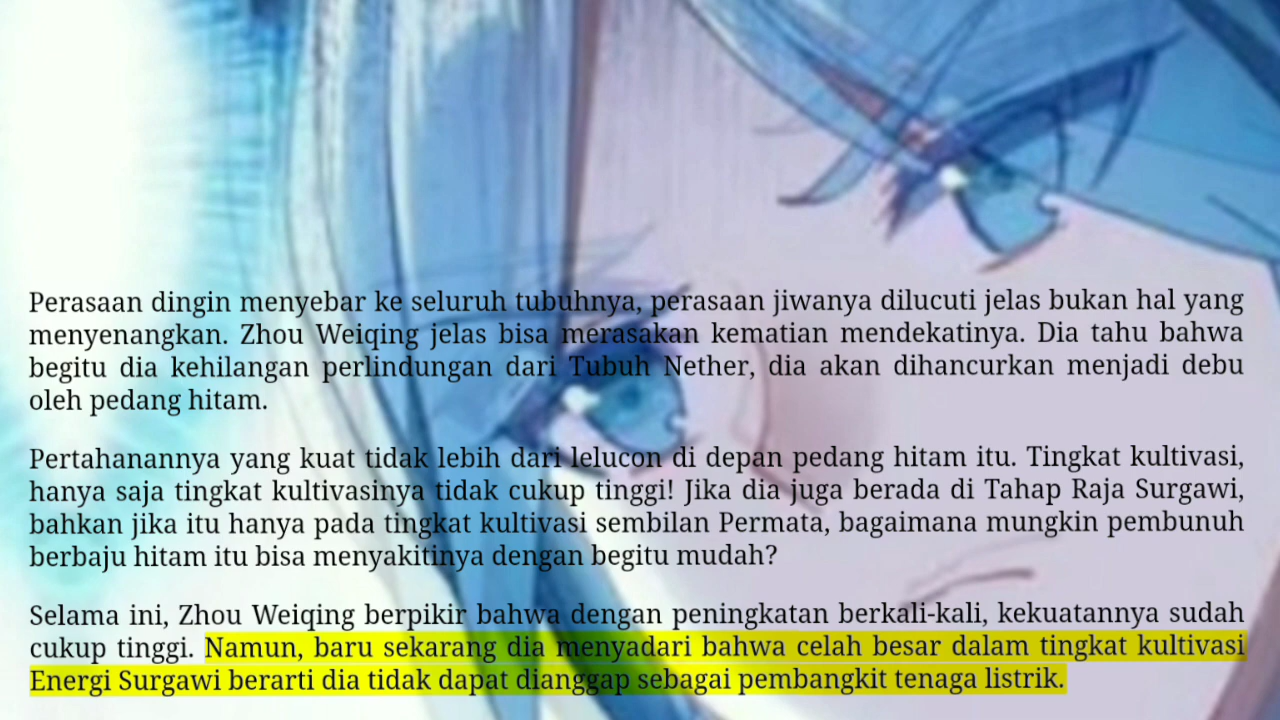 Perasaan dingin menyebar ke seluruh tubuhnya, perasaan jiwanya dilucuti jelas bukan hal yang
menyenangkan. Zhou Weiqing jelas bisa merasakan kematian mendekatinya. Dia tahu bahwa
begitu dia kehilangan perlindungan dari Tubuh Nether, dia akan dihancurkan menjadi debu
oleh pedang hitam.
Pertahanannya yang kuat tidak lebih dari lelucon di depan pedang hitam itu. Tingkat kultivasi,
hanya saja tingkat kultivasinya tidak cukup tinggi! Jika dia juga berada di Tahap Raja Surgawi,
bahkan jika itu hanya pada tingkat kultivasi sembilan Permata, bagaimana mungkin pembunuh
berbaju hitam itu bisa menyakitinya dengan begitu mudah?
Selama ini, Zhou Weiqing berpikir bahwa dengan peningkatan berkali-kali, kekuatannya sudah
cukup tinggi. Namun, baru sekarang dia menyadari bahwa celah besar dalam tingkat kultivasi
Energi Surgawi berarti dia tidak dapat dianggap sebagai pembangkit tenaga listrik.